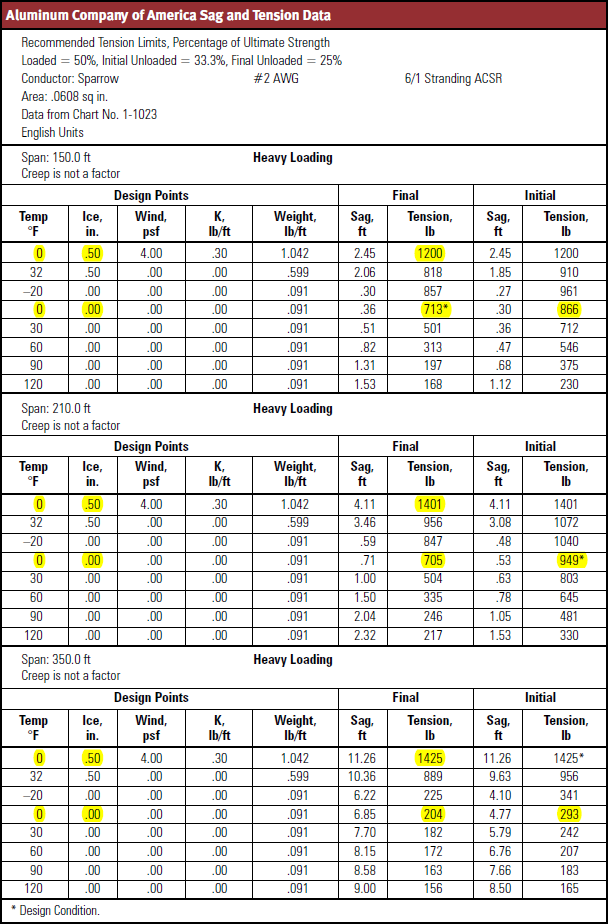 Aluminum Company of America Sag and Tension Data
Recommended Tension Limits, Percentage of Ultimate Strength
Loaded = 50%, Initial Unloaded = 33.3%, Final Unloaded = 25%
Conductor: Sparrow #2 AWG 6/1 Stranding ACSR
Area: .0608 sq in.
Data from Chart No. 1-1023
English Units
Span: 150.0 ft Heavy Loading
Creep is not a factor
Design Points Final Initial
Temp Ice, Wind, K, Weight, Sag, Tension, Sag, Tension,
°F in. psf lb/ft lb/ft ft lb ft lb
0 .50 4.00 .30 1.042 2.45 1200 2.45 1200
32 .50 .00 .00 .599 2.06 818 1.85 910
–20 .00 .00 .00 .091 .30 857 .27 961
0 .00 .00 .00 .091 .36 713* .30 866
30 .00 .00 .00 .091 .51 501 .36 712
60 .00 .00 .00 .091 .82 313 .47 546
90 .00 .00 .00 .091 1.31 197 .68 375
120 .00 .00 .00 .091 1.53 168 1.12 230
Span: 210.0 ft Heavy Loading
Creep is not a factor
Design Points Final Initial
Temp Ice, Wind, K, Weight, Sag, Tension, Sag, Tension,
°F in. psf lb/ft lb/ft ft lb ft lb
0 .50 4.00 .30 1.042 4.11 1401 4.11 1401
32 .50 .00 .00 .599 3.46 956 3.08 1072
–20 .00 .00 .00 .091 .59 847 .48 1040
0 .00 .00 .00 .091 .71 705 .53 949*
30 .00 .00 .00 .091 1.00 504 .63 803
60 .00 .00 .00 .091 1.50 335 .78 645
90 .00 .00 .00 .091 2.04 246 1.05 481
120 .00 .00 .00 .091 2.32 217 1.53 330
Span: 350.0 ft Heavy Loading
Creep is not a factor
Design Points Final Initial
Temp Ice, Wind, K, Weight, Sag, Tension, Sag, Tension,
°F in. psf lb/ft lb/ft ft lb ft lb
0 .50 4.00 .30 1.042 11.26 1425 11.26 1425*
32 .50 .00 .00 .599 10.36 889 9.63 956
–20 .00 .00 .00 .091 6.22 225 4.10 341
0 .00 .00 .00 .091 6.85 204 4.77 293
30 .00 .00 .00 .091 7.70 182 5.79 242
60 .00 .00 .00 .091 8.15 172 6.76 207
90 .00 .00 .00 .091 8.58 163 7.66 183
120 .00 .00 .00 .091 9.00 156 8.50 165
* Design Condition.